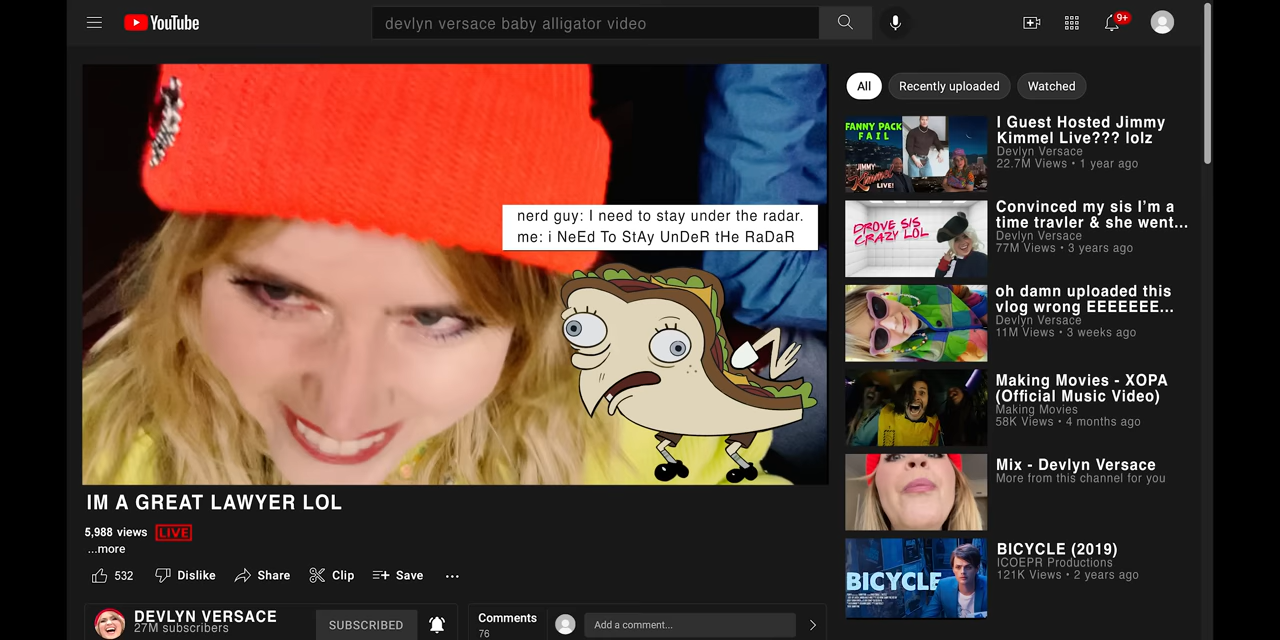 YouTube
devlyn versace baby alligator video
9+
nerd guy: I need to stay under the radar.
me: i NeEd To StAy UnDeR tHe RaDaR
IM A GREAT LAWYER LOL
5,988 views LIVE
...more
532 Dislike Share Clip Save
DEVLYN VERSACE
27M subscribers
SUBSCRIBED
Comments
76
Add a comment...
All Recently uploaded Watched
FANNY PACK
FAIL
JIMMY
Kimmel
LIVE!
I Guest Hosted Jimmy
Kimmel Live??? lolz
Devlyn Versace
22.7M Views • 1 year ago
PROVE SIS
CRAZY LOL
Convinced my sis I'm a
time travler & she went...
Devlyn Versace
77M Views • 3 years ago
oh damn uploaded this
vlog wrong EEEEEEE...
Devlyn Versace
11M Views • 3 weeks ago
Making Movies - XOPA
(Official Music Video)
Making Movies
58K Views • 4 months ago
Mix - Devlyn Versace
More from this channel for you
BICYCLE
BICYCLE (2019)
ICOEPR Productions
121K Views • 2 years ago